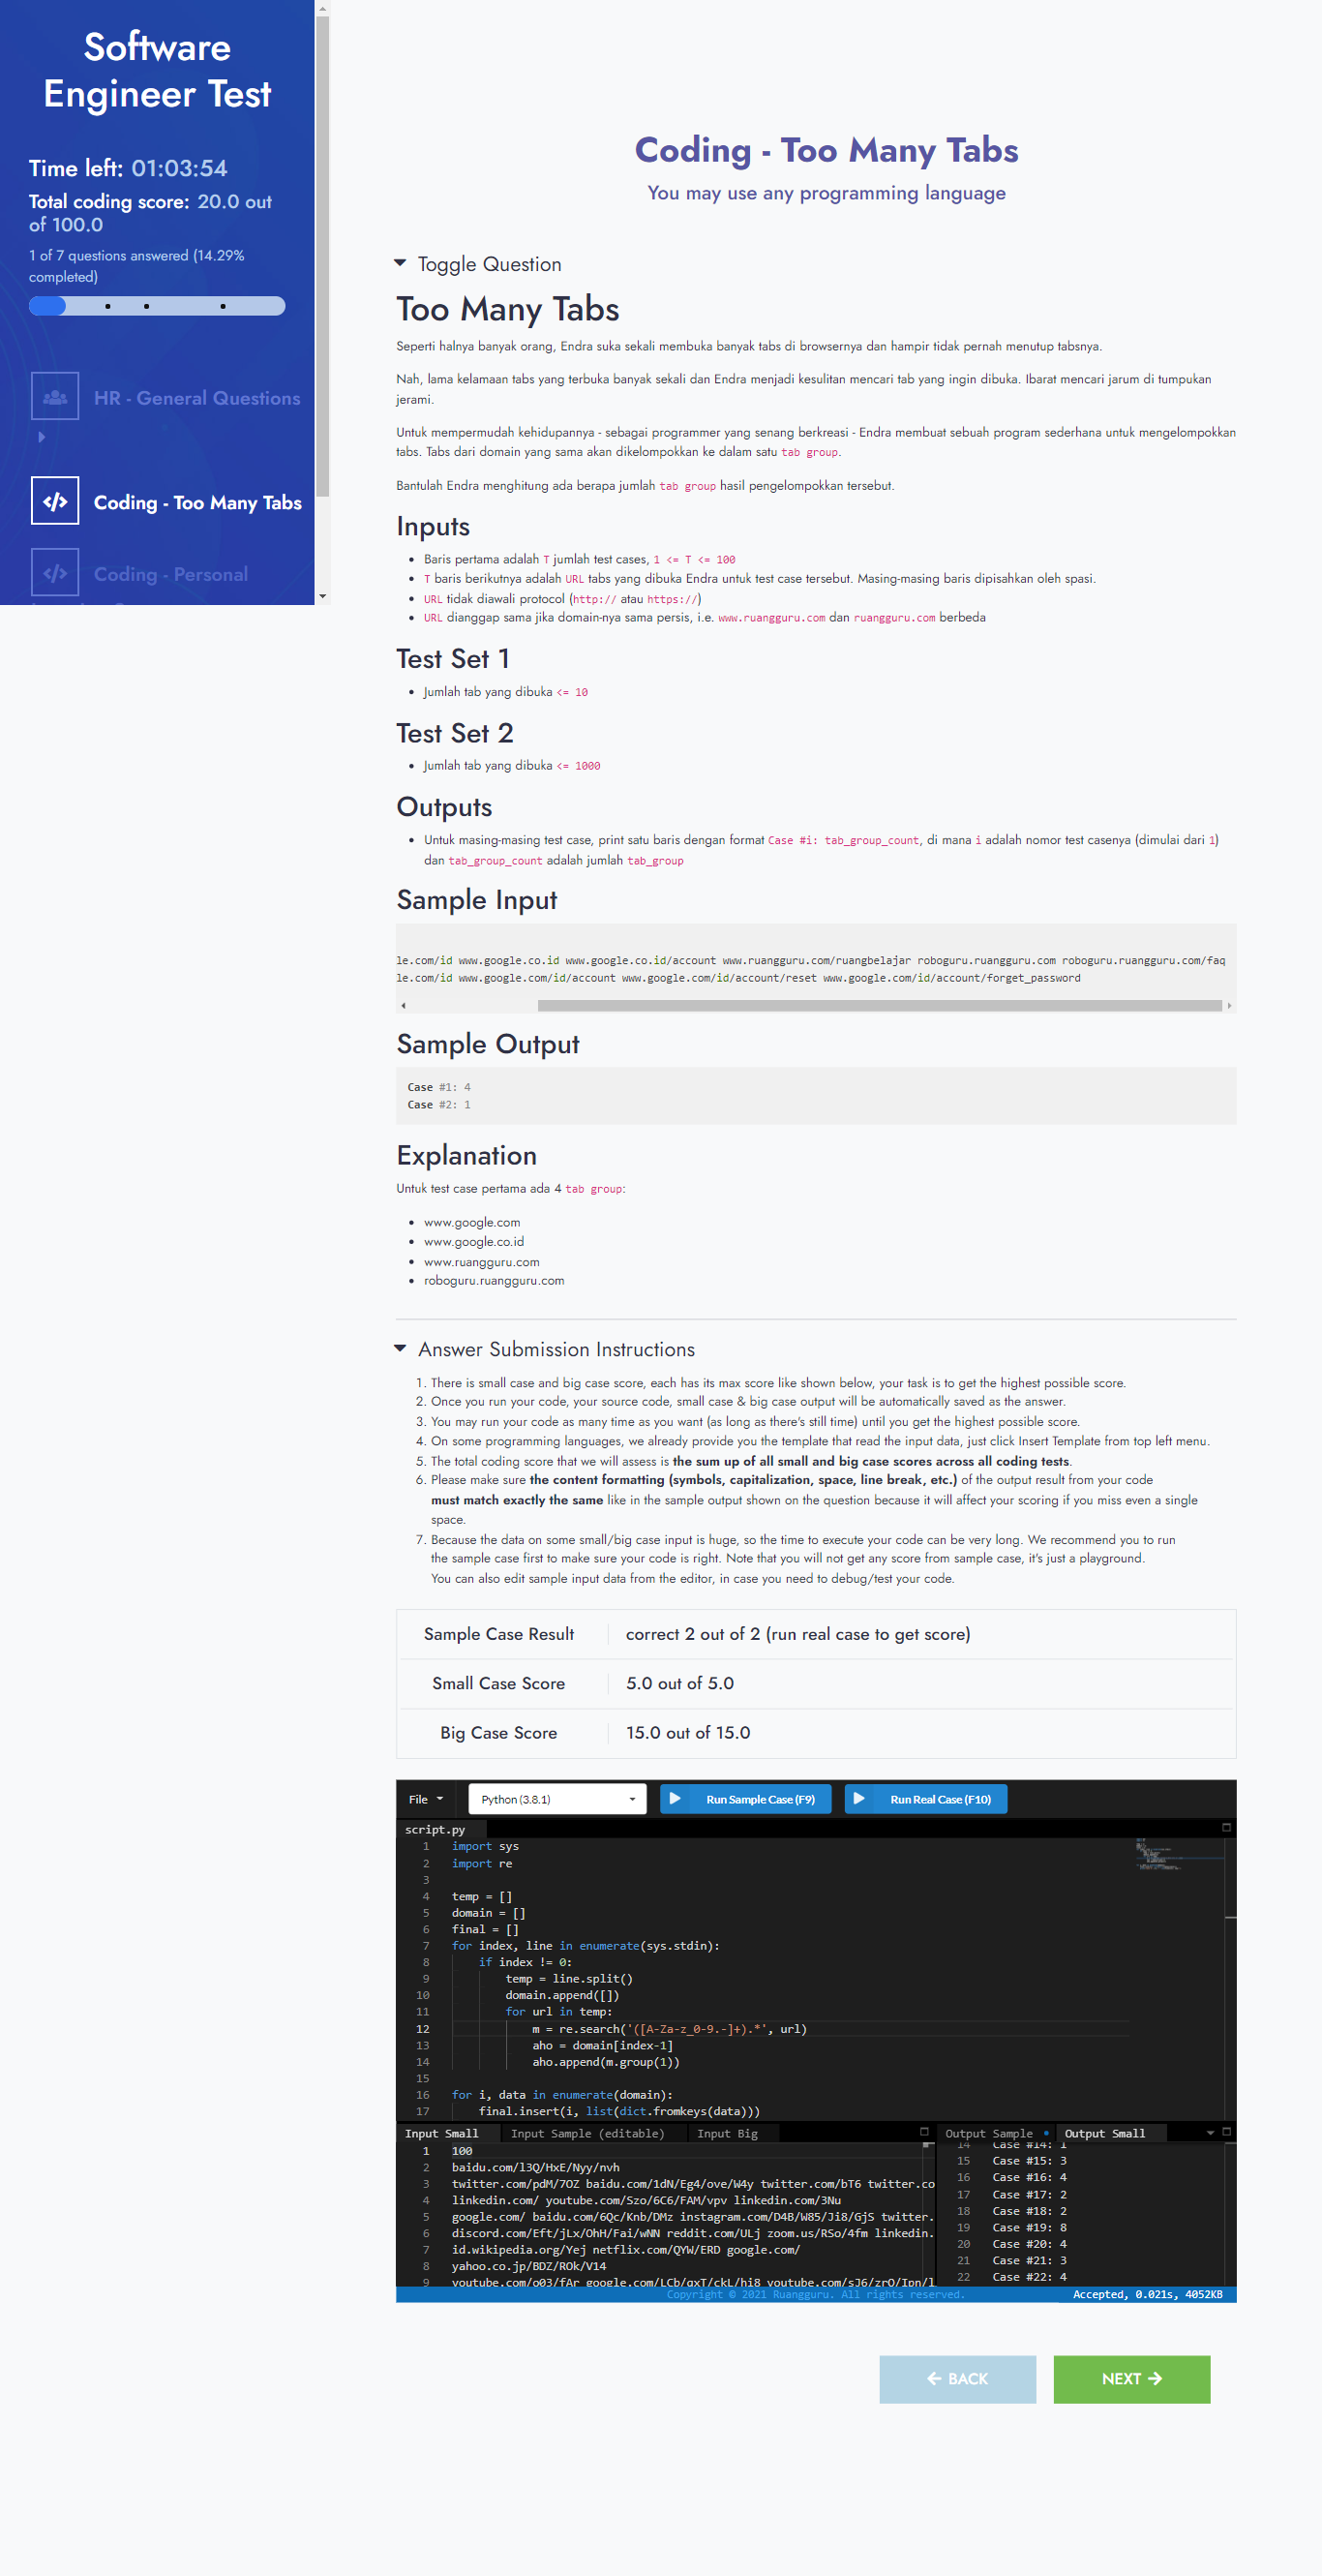 Software
Engineer Test
Time left: 01:03:54
Total coding score: 20.0 out
of 100.0
1 of 7 questions answered (14.29%
completed)
HR - General Questions
Coding - Too Many Tabs
Coding - Personal
Coding - Too Many Tabs
You may use any programming language
Toggle Question
Too Many Tabs
Seperti halnya banyak orang, Endra suka sekali membuka banyak tabs di browsernya dan hampir tidak pernah menutup tabsnya.
Nah, lama kelamaan tabs yang terbuka banyak sekali dan Endra menjadi kesulitan mencari tab yang ingin dibuka. Ibarat mencari jarum di tumpukan
jerami.
Untuk mempermudah kehidupannya - sebagai programmer yang senang berkreasi - Endra membuat sebuah program sederhana untuk mengelompokkan
tabs. Tabs dari domain yang sama akan dikelompokkan ke dalam satu tab group.
Bantulah Endra menghitung ada berapa jumlah tab group hasil pengelompokkan tersebut.
Inputs
Baris pertama adalah T jumlah test cases, 1 <= T <= 100
T baris berikutnya adalah URL tabs yang dibuka Endra untuk test case tersebut. Masing-masing baris dipisahkan oleh spasi.
URL tidak diawali protocol (http:// atau https://)
URL dianggap sama jika domain-nya sama persis, i.e. www.ruangguru.com dan ruangguru.com berbeda
Test Set 1
Jumlah tab yang dibuka <= 10
Test Set 2
Jumlah tab yang dibuka <= 1000
Outputs
Untuk masing-masing test case, print satu baris dengan format Case #i: tab_group_count, di mana i adalah nomor test casenya (dimulai dari 1)
dan tab_group_count adalah jumlah tab_group
Sample Input
le.com/id www.google.co.id www.google.co.id/account www.ruangguru.com/ruangbelajar roboguru.ruangguru.com roboguru.ruangguru.com/faq
le.com/id www.google.com/id/account www.google.com/id/account/reset www.google.com/id/account/forget_password
Sample Output
Case #1: 4
Case #2: 1
Explanation
Untuk test case pertama ada 4 tab group:
www.google.com
www.google.co.id
www.ruangguru.com
roboguru.ruangguru.com
Answer Submission Instructions
1. There is small case and big case score, each has its max score like shown below, your task is to get the highest possible score.
2. Once you run your code, your source code, small case & big case output will be automatically saved as the answer.
3. You may run your code as many time as you want (as long as there's still time) until you get the highest possible score.
4. On some programming languages, we already provide you the template that read the input data, just click Insert Template from top left menu.
5. The total coding score that we will assess is the sum up of all small and big case scores across all coding tests.
6. Please make sure the content formatting (symbols, capitalization, space, line break, etc.) of the output result from your code
must match exactly the same like in the sample output shown on the question because it will affect your scoring if you miss even a single
space.
7. Because the data on some small/big case input is huge, so the time to execute your code can be very long. We recommend you to run
the sample case first to make sure your code is right. Note that you will not get any score from sample case, it's just a playground.
You can also edit sample input data from the editor, in case you need to debug/test your code.
Sample Case Result correct 2 out of 2 (run real case to get score)
Small Case Score 5.0 out of 5.0
Big Case Score 15.0 out of 15.0
File Python (3.8.1) Run Sample Case (F9) Run Real Case (F10)
script.py
1 import sys
2 import re
3
4 temp = []
5 domain = []
6 final = []
7 for index, line in enumerate(sys.stdin):
8 if index != 0:
9 temp = line.split()
10 domain.append([])
11 for url in temp:
12 m = re.search('([A-Za-z_0-9.-]+).*', url)
13 aho = domain[index-1]
14 aho.append(m.group(1))
15
16 for i, data in enumerate(domain):
17 final.insert(i, list(dict.fromkeys(data)))
Input Small Input Sample (editable) Input Big
1 100
2 baidu.com/l3Q/HxE/Nyy/nvh
3 twitter.com/pdM/7OZ baidu.com/1dN/Eg4/ove/W4y twitter.com/bT6 twitter.co
4 linkedin.com/ youtube.com/Szo/6C6/FAM/vpv linkedin.com/3Nu
5 google.com/ baidu.com/6Qc/Knb/DMz instagram.com/D4B/W85/Ji8/GjS twitter.
6 discord.com/Eft/jLx/OhH/Fai/wNN reddit.com/ULj zoom.us/RSo/4fm linkedin.
7 id.wikipedia.org/Yej netflix.com/QYW/ERD google.com/
8 yahoo.co.jp/BDZ/ROk/V14
9 youtube.com/o03/fAr google.com/LCb/qxT/ckL/hi8 youtube.com/sJ6/zrO/Ipn/l
Output Sample Output Small
14 Case #14: 1
15 Case #15: 3
16 Case #16: 4
17 Case #17: 2
18 Case #18: 2
19 Case #19: 8
20 Case #20: 4
21 Case #21: 3
22 Case #22: 4
Copyright © 2021 Ruangguru. All rights reserved.
Accepted, 0.021s, 4052KB
BACK
NEXT